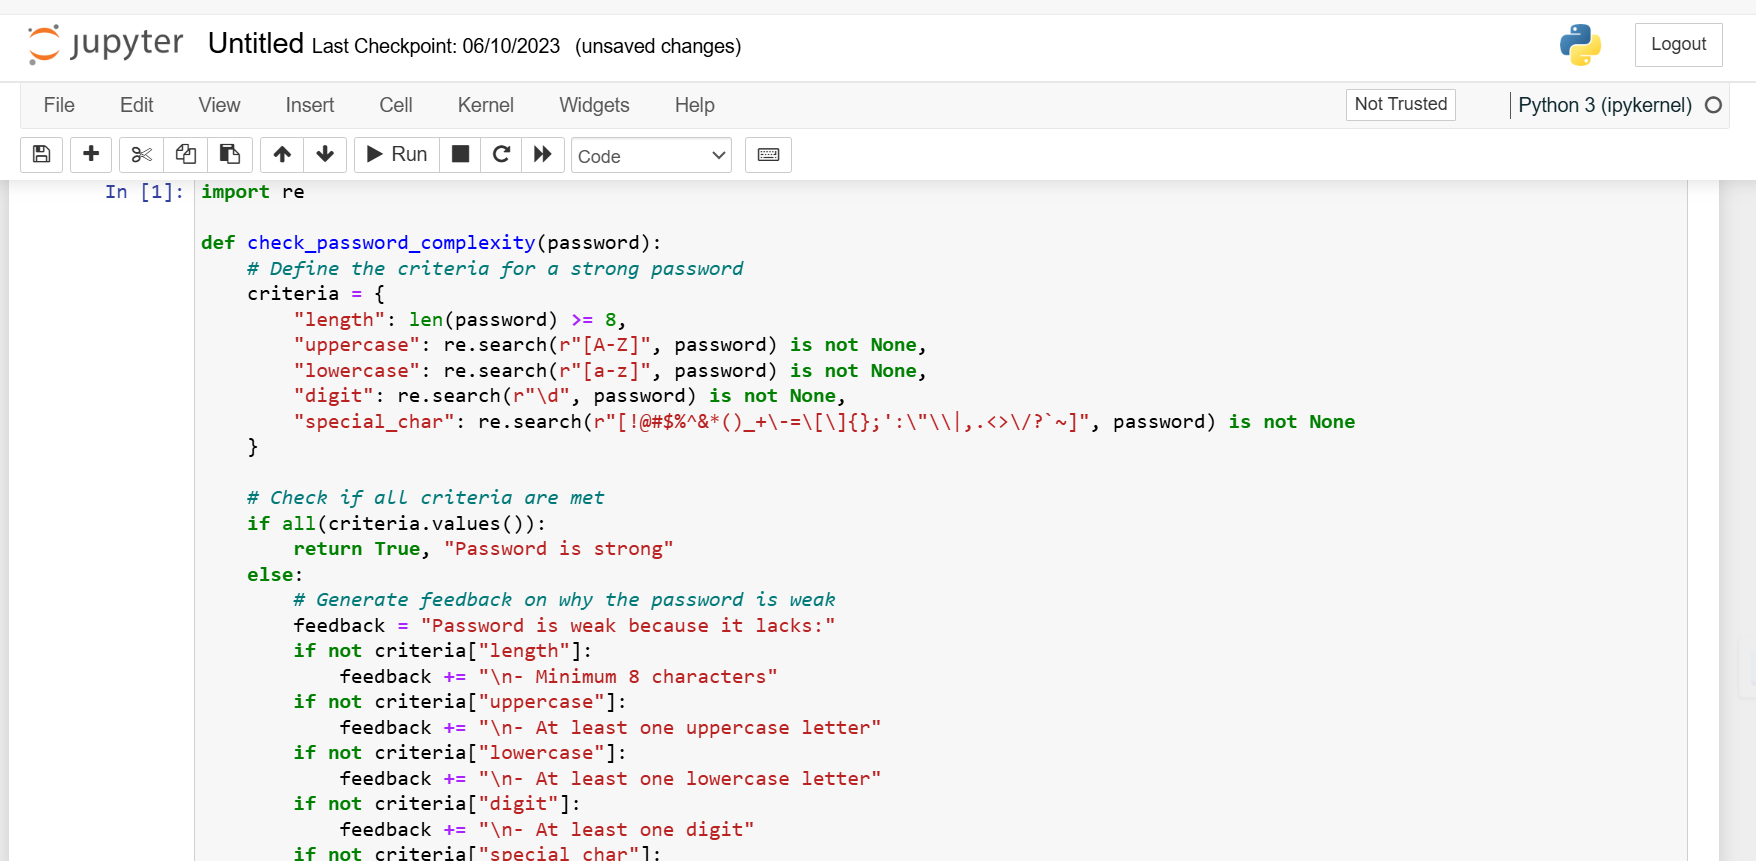 jupyter Untitled Last Checkpoint: 06/10/2023 (unsaved changes) Logout
File Edit View Insert Cell Kernel Widgets Help Not Trusted Python 3 (ipykernel)
Run Code
In [1]: import re
def check_password_complexity(password):
    # Define the criteria for a strong password
    criteria = {
        "length": len(password) >= 8,
        "uppercase": re.search(r"[A-Z]", password) is not None,
        "lowercase": re.search(r"[a-z]", password) is not None,
        "digit": re.search(r"\d", password) is not None,
        "special_char": re.search(r"[!@#$%^&*()_+\-=\[\]{};':\"\\|,.<>\/?`~]", password) is not None
    }
    # Check if all criteria are met
    if all(criteria.values()):
        return True, "Password is strong"
    else:
        # Generate feedback on why the password is weak
        feedback = "Password is weak because it lacks:"
        if not criteria["length"]:
            feedback += "\n- Minimum 8 characters"
        if not criteria["uppercase"]:
            feedback += "\n- At least one uppercase letter"
        if not criteria["lowercase"]:
            feedback += "\n- At least one lowercase letter"
        if not criteria["digit"]:
            feedback += "\n- At least one digit"
        if not criteria["special_char"]: